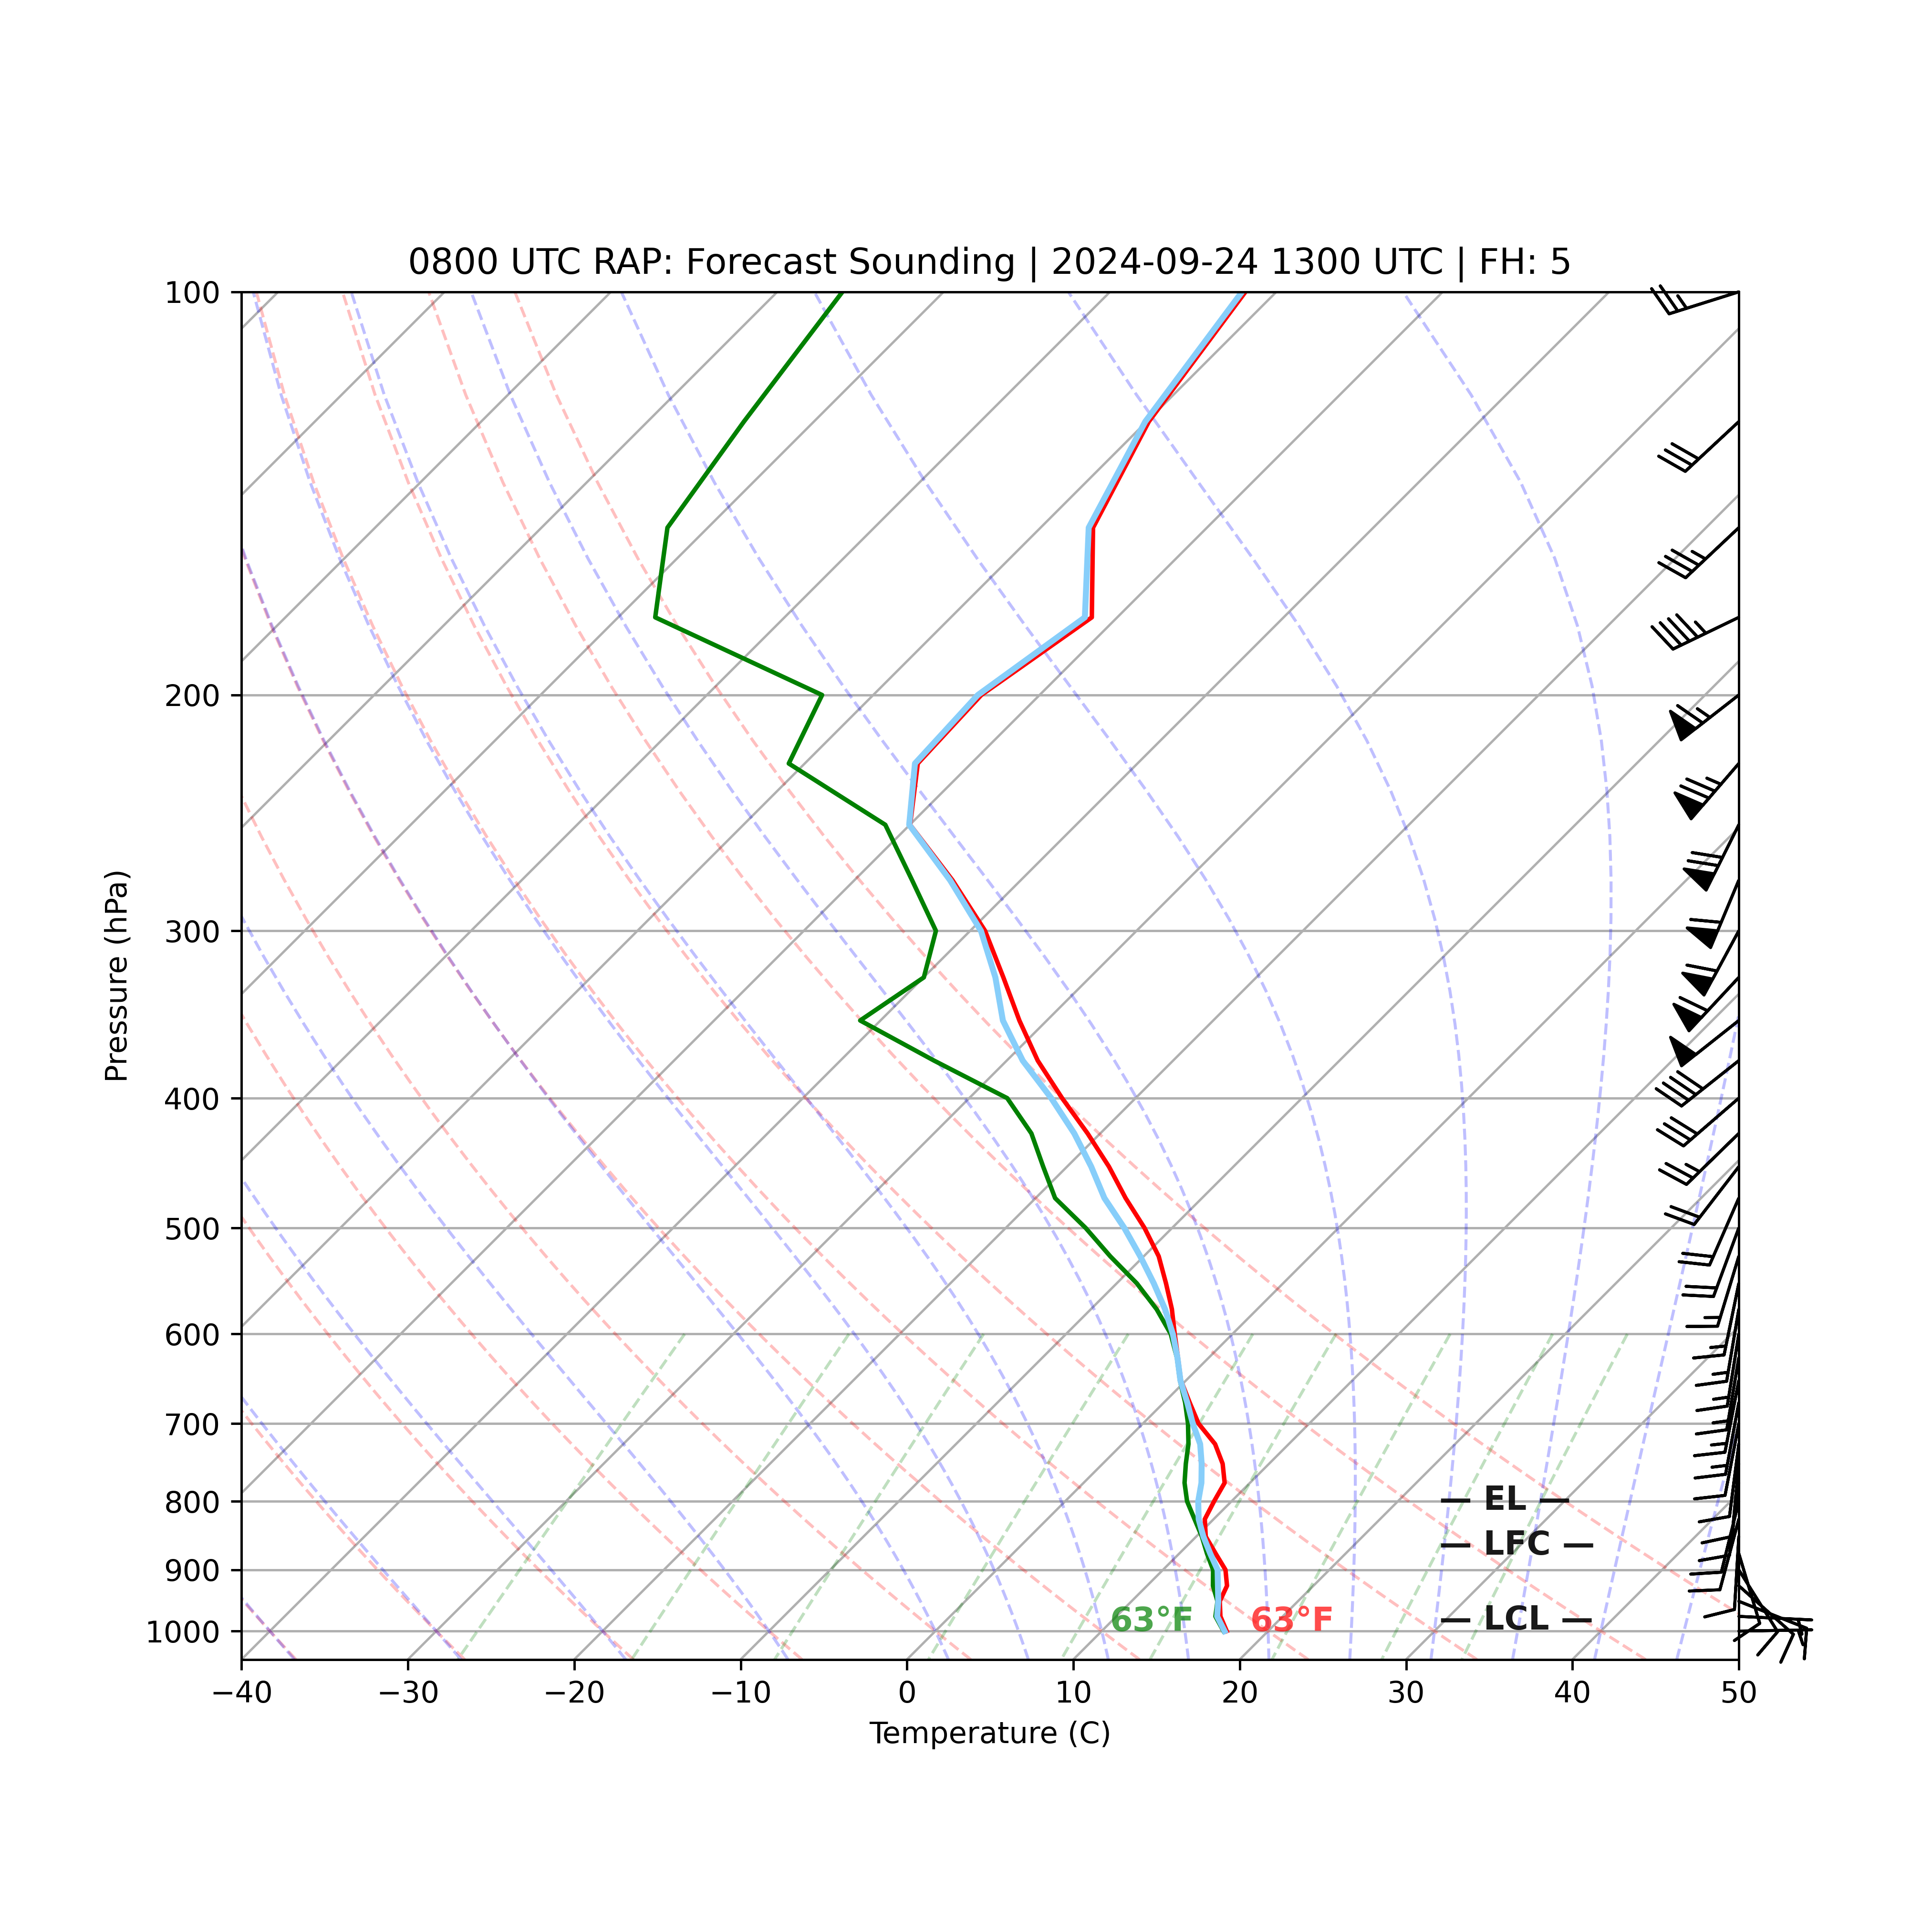 0800 UTC RAP: Forecast Sounding | 2024-09-24 1300 UTC | FH: 5
100
200
300
400
500
600
700
800
900
1000
Pressure (hPa)
— EL —
— LFC —
— LCL —
63°F 63°F
−40 −30 −20 −10 0 10 20 30 40 50
Temperature (C)